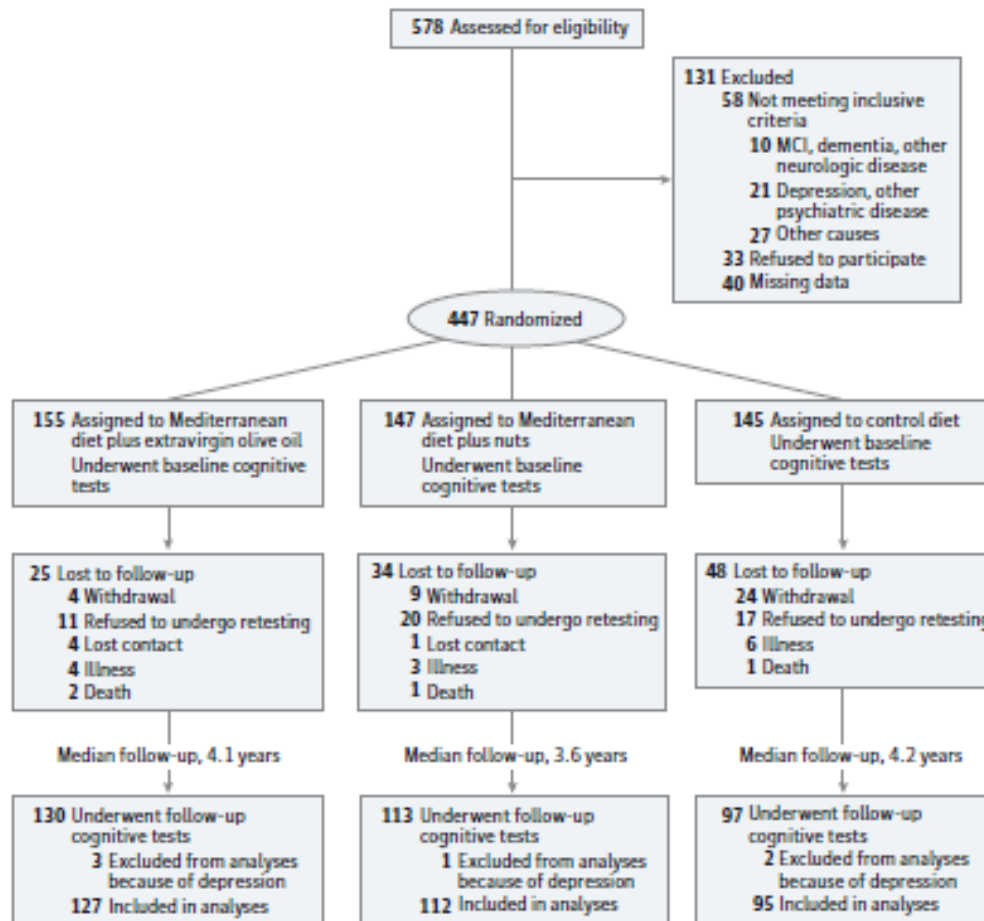 578 Assessed for eligibility
131 Excluded
58 Not meeting inclusive
criteria
10 MCI, dementia, other
neurologic disease
21 Depression, other
psychiatric disease
27 Other causes
33 Refused to participate
40 Missing data
447 Randomized
155 Assigned to Mediterranean
diet plus extravirgin olive oil
Underwent baseline cognitive
tests
147 Assigned to Mediterranean
diet plus nuts
Underwent baseline
cognitive tests
145 Assigned to control diet
Underwent baseline
cognitive tests
25 Lost to follow-up
4 Withdrawal
11 Refused to undergo retesting
4 Lost contact
4 Illness
2 Death
34 Lost to follow-up
9 Withdrawal
20 Refused to undergo retesting
1 Lost contact
3 Illness
1 Death
48 Lost to follow-up
24 Withdrawal
17 Refused to undergo retesting
6 Illness
1 Death
Median follow-up, 4.1 years
Median follow-up, 3.6 years
Median follow-up, 4.2 years
130 Underwent follow-up
cognitive tests
3 Excluded from analyses
because of depression
127 Included in analyses
113 Underwent follow-up
cognitive tests
1 Excluded from analyses
because of depression
112 Included in analyses
97 Underwent follow-up
cognitive tests
2 Excluded from analyses
because of depression
95 Included in analyses